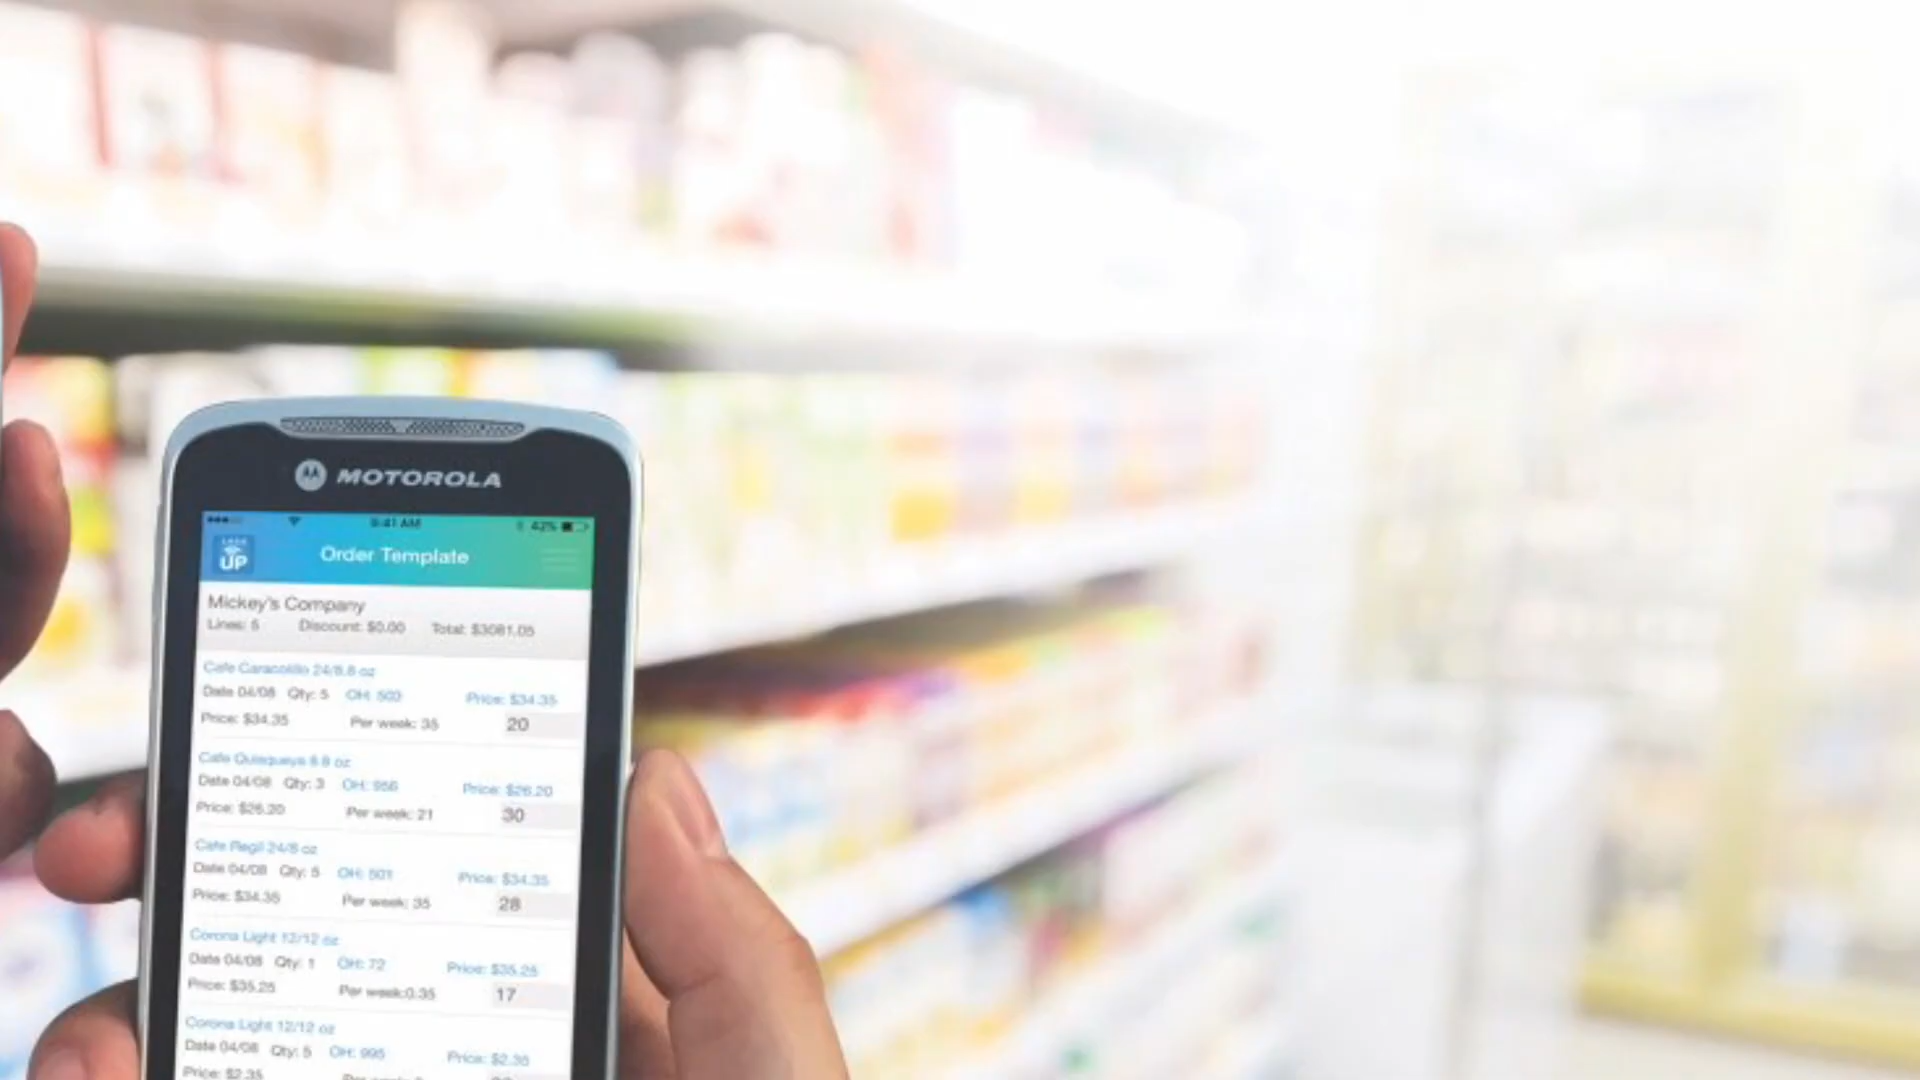 MOTOROLA
9:41 AM 42%
UP
Order Template
Mickey's Company
Lines: 5 Discount: $0.00 Total: $3081.05
Cafe Caracolillo 24/8.8 oz
Date 04/08 Qty: 5 OH: 503 Price: $34.35
Price: $34.35 Per week: 35 20
Cafe Quisqueya 8.8 oz
Date 04/08 Qty: 3 OH: 956 Price: $26.20
Price: $26.20 Per week: 21 30
Cafe Regil 24/8 oz
Date 04/08 Qty: 5 OH: 501 Price: $34.35
Price: $34.35 Per week: 35 28
Corona Light 12/12 oz
Date 04/08 Qty: 1 OH: 72 Price: $35.25
Price: $35.25 Per week:0.35 17
Corona Light 12/12 oz
Date 04/08 Qty: 5 OH: 995 Price: $2.35
Price: $2.35